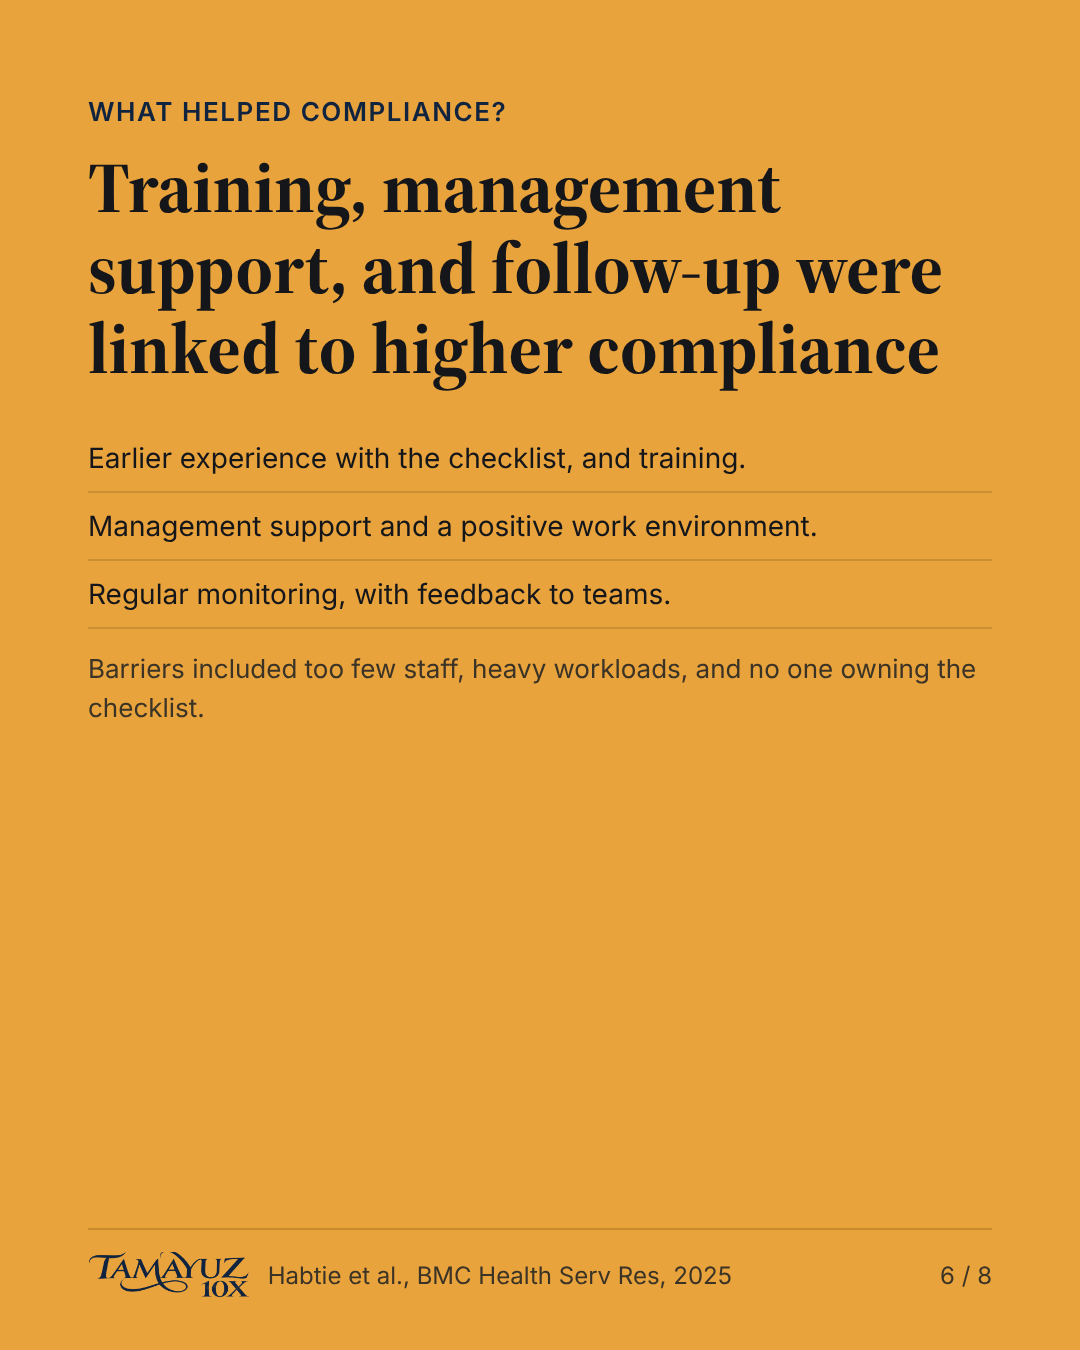 WHAT HELPED COMPLIANCE?
Training, management
support, and follow-up were
linked to higher compliance
Earlier experience with the checklist, and training.
Management support and a positive work environment.
Regular monitoring, with feedback to teams.
Barriers included too few staff, heavy workloads, and no one owning the
checklist.
TAMAYUZ
10X
Habtie et al., BMC Health Serv Res, 2025
6 / 8